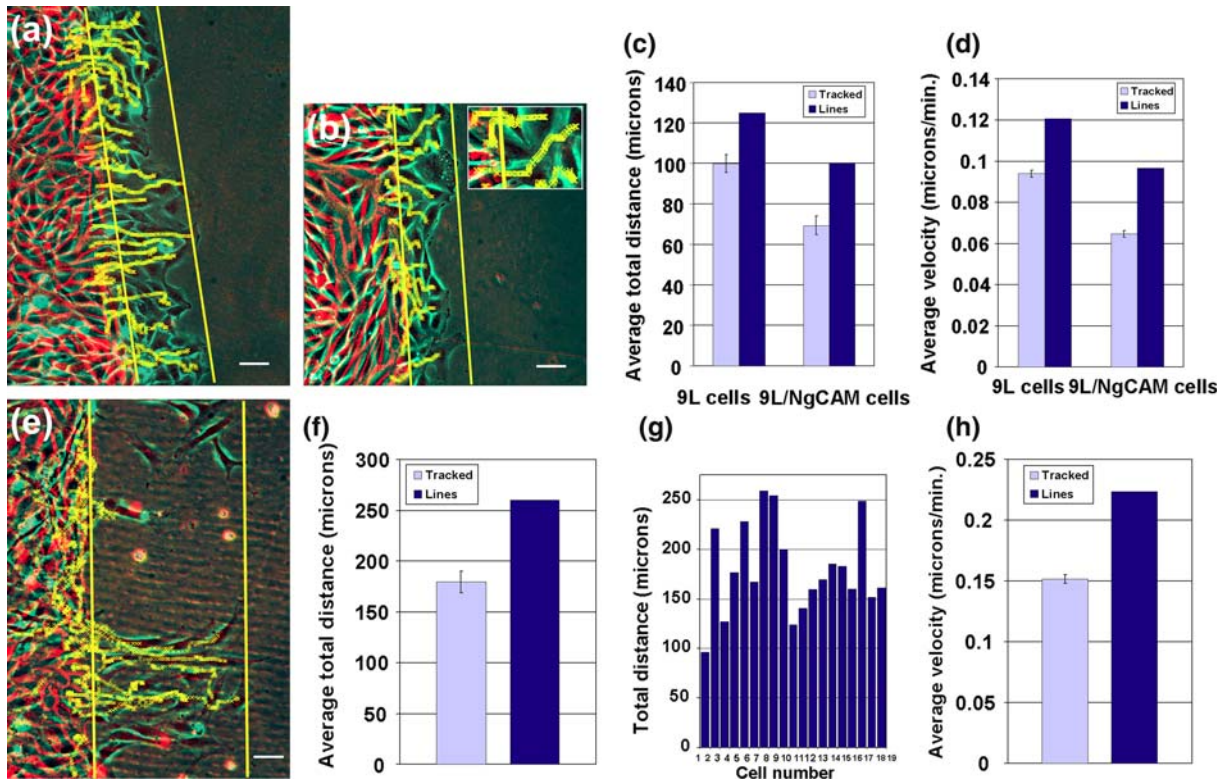 (a)
(b)
(c)
Average total distance (microns)
140
120
100
80
60
40
20
0
Tracked
Lines
9L cells 9L/NgCAM cells
(d)
Average velocity (microns/min.)
0.14
0.12
0.1
0.08
0.06
0.04
0.02
0
Tracked
Lines
9L cells 9L/NgCAM cells
(e)
(f)
Average total distance (microns)
300
250
200
150
100
50
0
Tracked
Lines
(g)
Total distance (microns)
250
200
150
100
50
0
1 2 3 4 5 6 7 8 9 10 11 12 13 14 15 16 17 18 19
Cell number
(h)
Average velocity (microns/min.)
0.25
0.2
0.15
0.1
0.05
0
Tracked
Lines